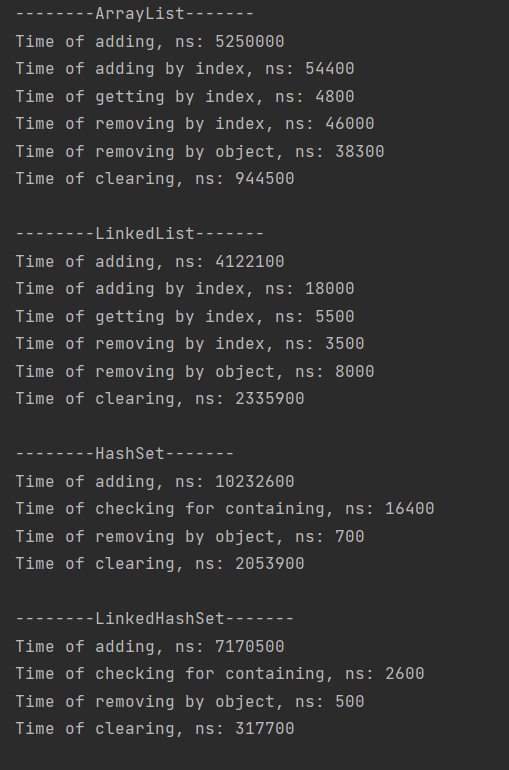 --------ArrayList-------
Time of adding, ns: 5250000
Time of adding by index, ns: 54400
Time of getting by index, ns: 4800
Time of removing by index, ns: 46000
Time of removing by object, ns: 38300
Time of clearing, ns: 944500
--------LinkedList-------
Time of adding, ns: 4122100
Time of adding by index, ns: 18000
Time of getting by index, ns: 5500
Time of removing by index, ns: 3500
Time of removing by object, ns: 8000
Time of clearing, ns: 2335900
--------HashSet-------
Time of adding, ns: 10232600
Time of checking for containing, ns: 16400
Time of removing by object, ns: 700
Time of clearing, ns: 2053900
--------LinkedHashSet-------
Time of adding, ns: 7170500
Time of checking for containing, ns: 2600
Time of removing by object, ns: 500
Time of clearing, ns: 317700